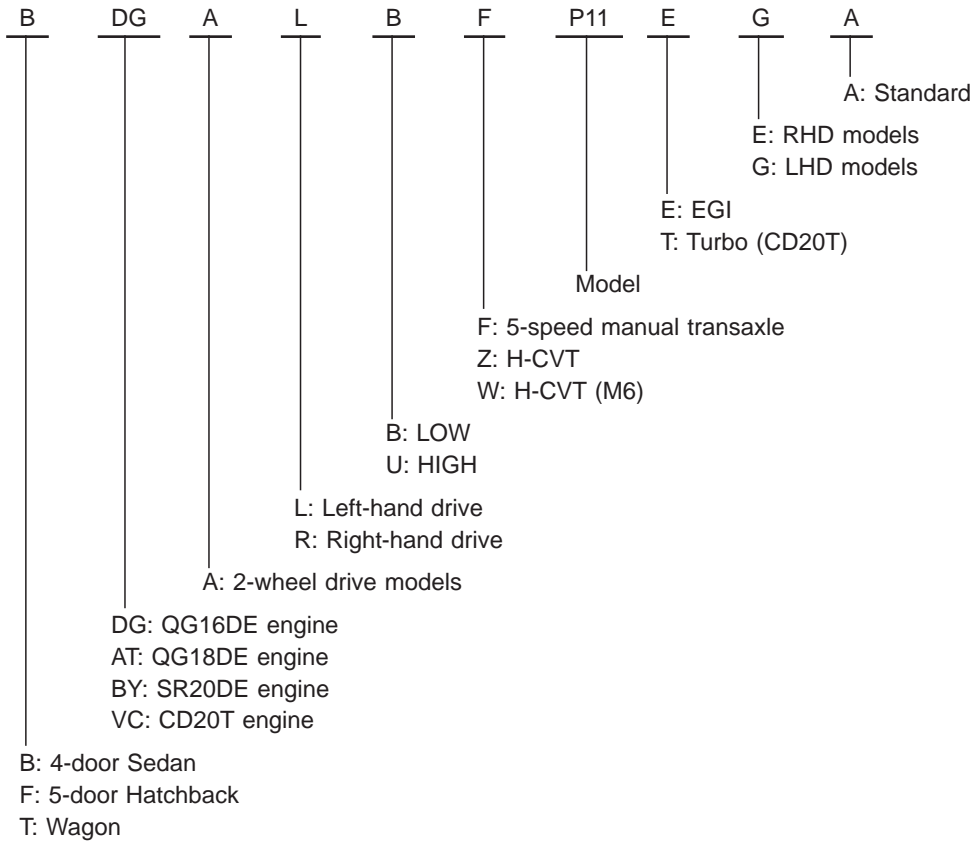 B DG A L B F P11 E G A
A: Standard
E: RHD models
G: LHD models
E: EGI
T: Turbo (CD20T)
Model
F: 5-speed manual transaxle
Z: H-CVT
W: H-CVT (M6)
B: LOW
U: HIGH
L: Left-hand drive
R: Right-hand drive
A: 2-wheel drive models
DG: QG16DE engine
AT: QG18DE engine
BY: SR20DE engine
VC: CD20T engine
B: 4-door Sedan
F: 5-door Hatchback
T: Wagon